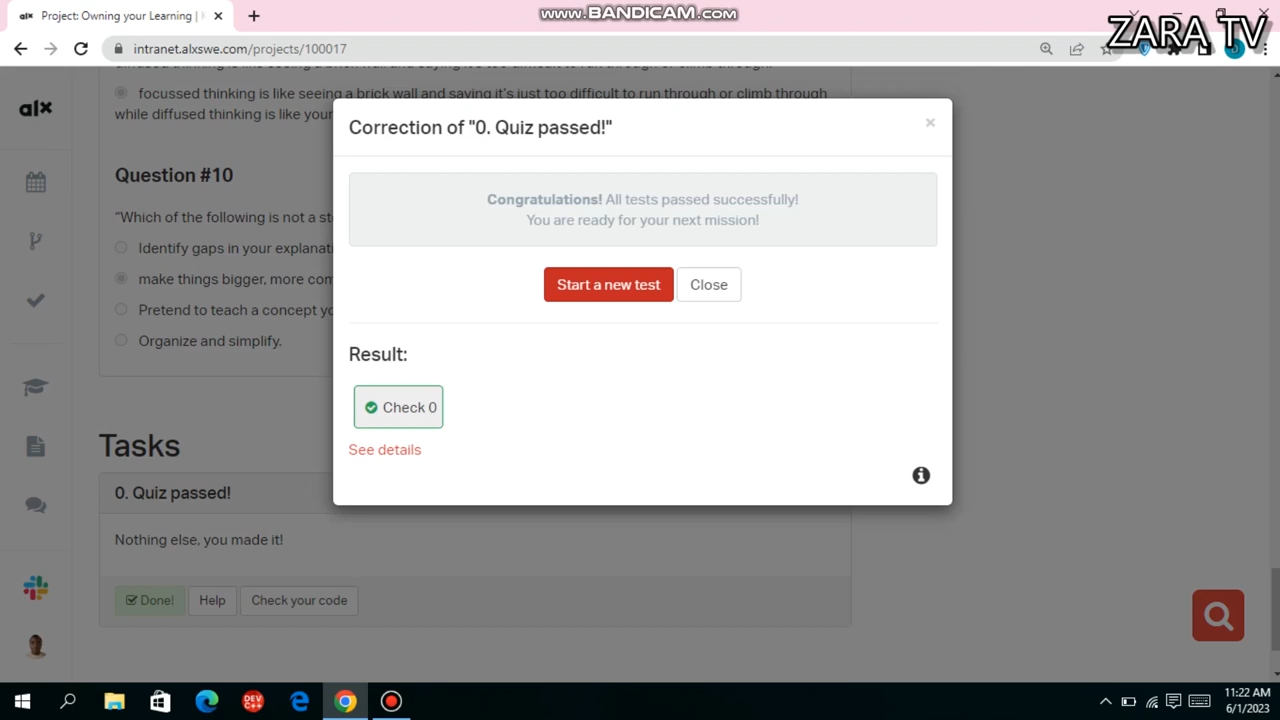 www.BANDICAM.com
ZARA TV
alx Project: Owning your Learning |
intranet.alxswe.com/projects/100017
focussed thinking is like seeing a brick wall and saying it's just too difficult to run through or climb through
while diffused thinking is like your
alx
Correction of "0. Quiz passed!"
×
Question #10
Congratulations! All tests passed successfully!
You are ready for your next mission!
"Which of the following is not a
Identify gaps in your
make things bigger, more
Pretend to teach a concept
Organize and simplify.
Start a new test
Close
Result:
Check 0
See details
Tasks
0. Quiz passed!
Nothing else, you made it!
Done!
Help
Check your code
DEV
C++
11:22 AM
6/1/2023